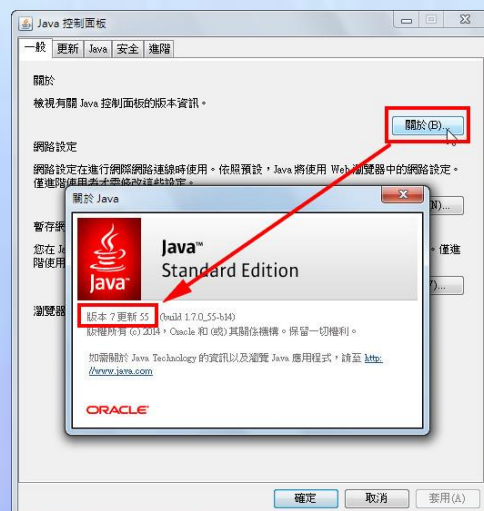 Java 控制面板
一般 更新 Java 安全 進階
關於
檢視有關 Java 控制面板的版本資訊。
關於(B)...
網路設定
網路設定在進行網際網路連線時使用。依照預設，Java 將使用 Web 瀏覽器中的網路設定。
僅進階使用者才需修改這些設定。
關於 Java
N)...
暫存
您在
。僅進
階使用
)...
瀏覽器
Java™
Standard Edition
Java
版本 7 更新 55 (build 1.7.0_55-b14)
版權所有 (c) 2014，Oracle 和 (或) 其關係機構。保留一切權利。
如需關於 Java Technology 的資訊以及瀏覽 Java 應用程式，請至 http:
//www.java.com
ORACLE
確定 取消 套用(A)